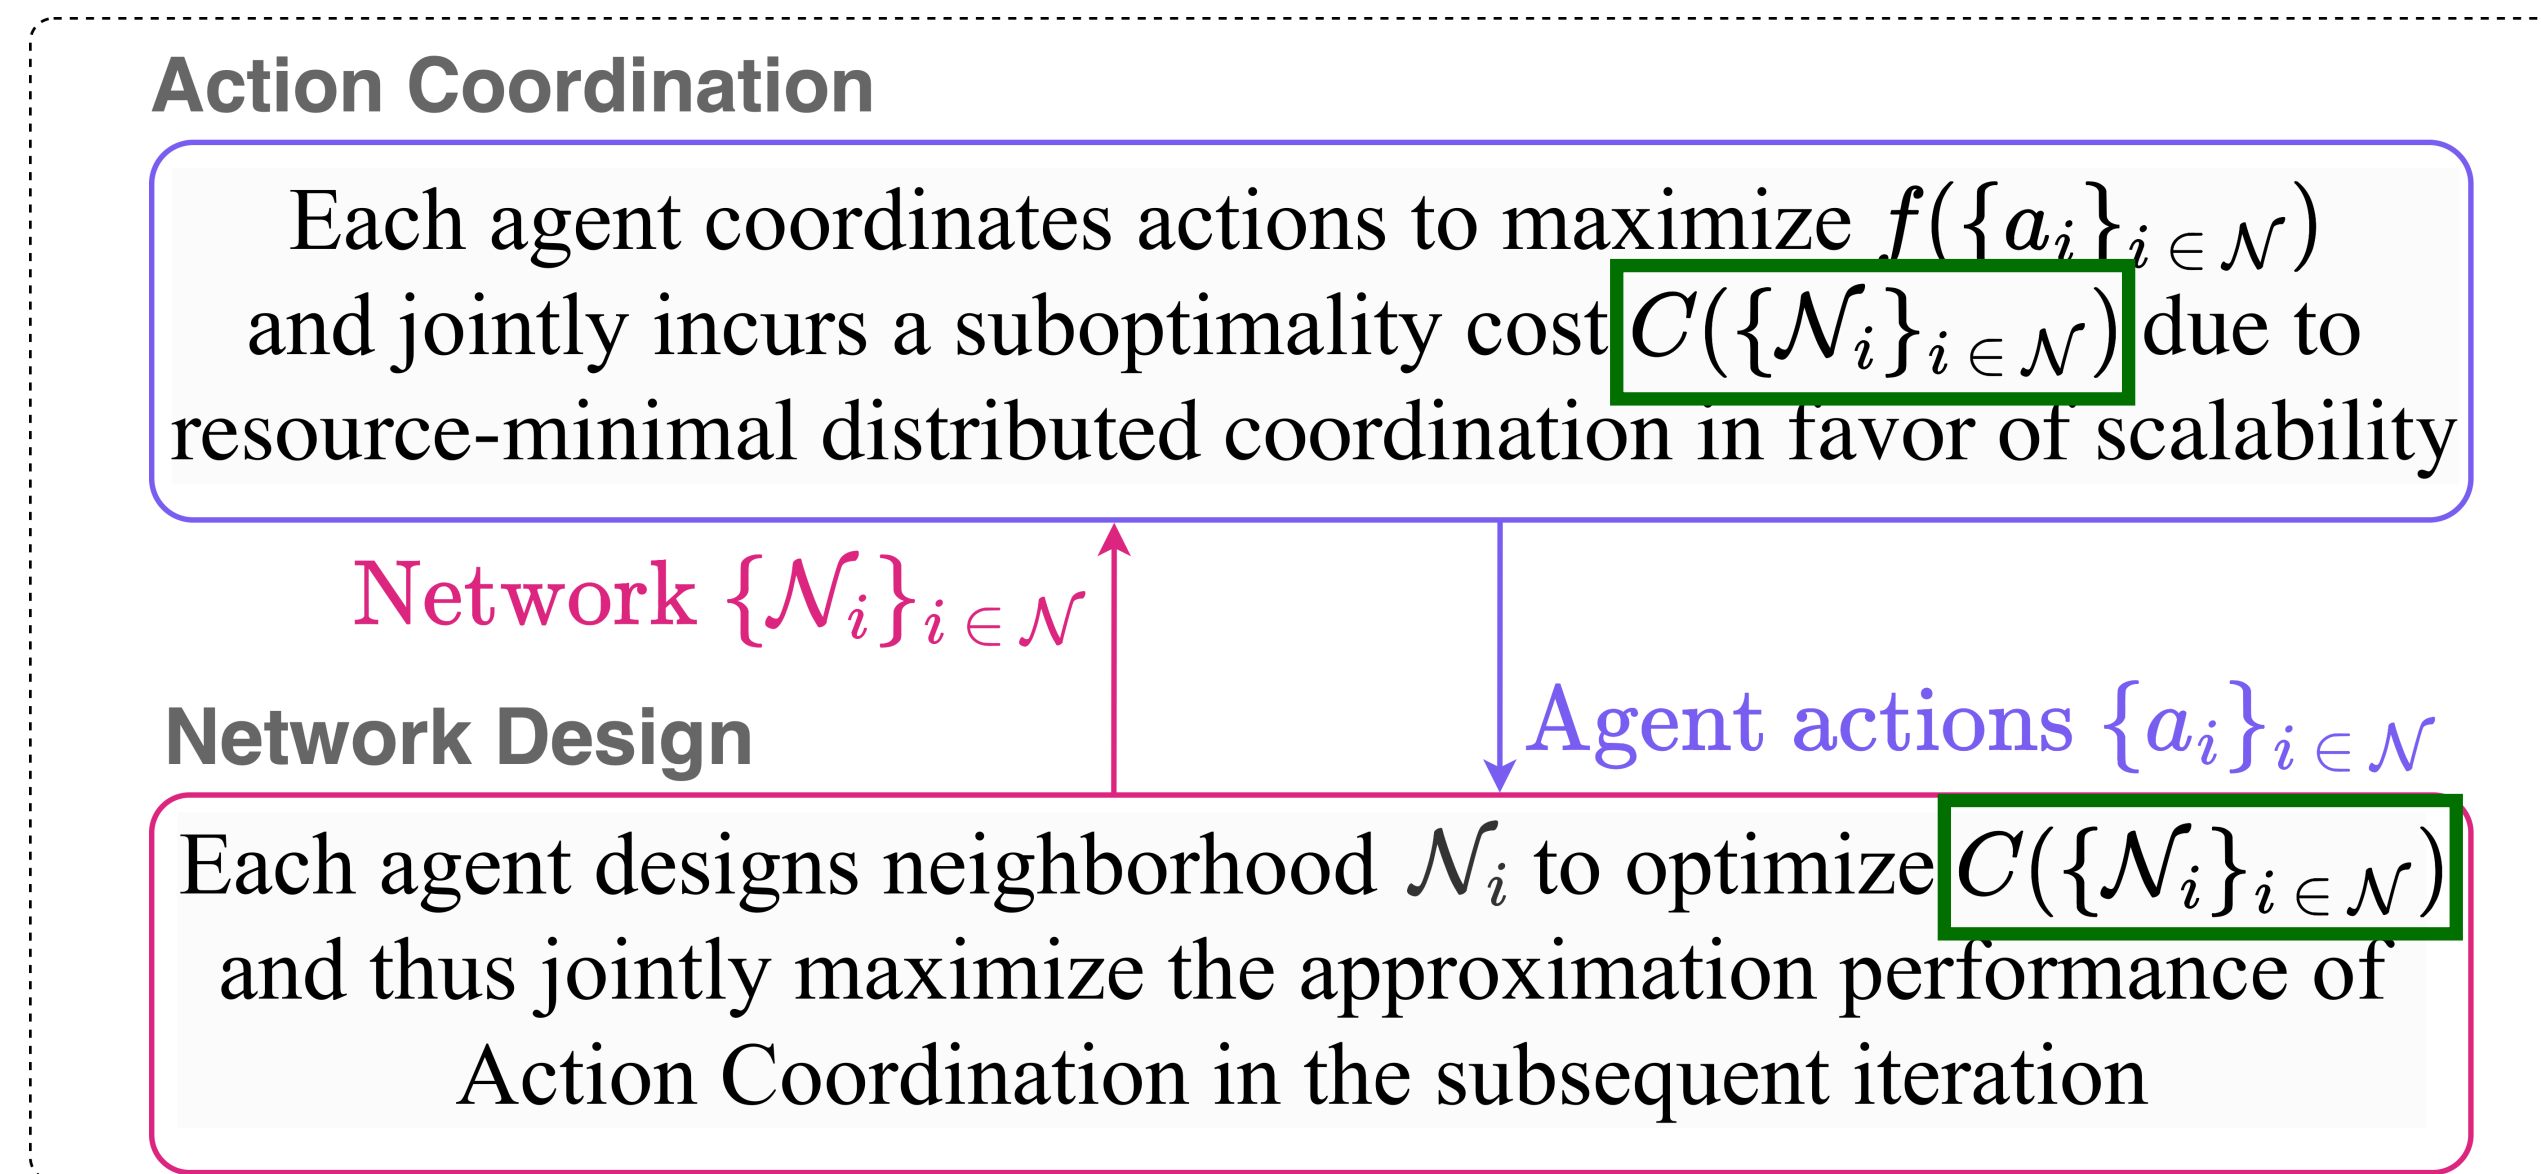 Action Coordination
Each agent coordinates actions to maximize f({a_i}_{i ∈ 𝒩})
and jointly incurs a suboptimality cost C({𝒩_i}_{i ∈ 𝒩}) due to
resource-minimal distributed coordination in favor of scalability
Network {𝒩_i}_{i ∈ 𝒩}
Agent actions {a_i}_{i ∈ 𝒩}
Network Design
Each agent designs neighborhood 𝒩_i to optimize C({𝒩_i}_{i ∈ 𝒩})
and thus jointly maximize the approximation performance of
Action Coordination in the subsequent iteration